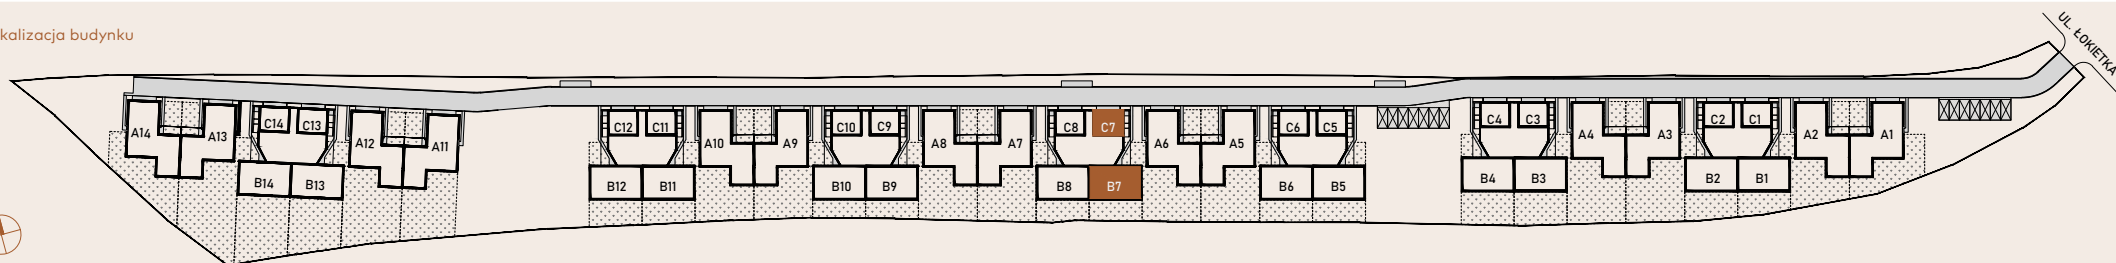 kalizacja budynku
UL. ŁOKIETKA
A14
A13
C14
C13
A12
A11
B14
B13
C12
C11
A10
A9
C10
C9
A8
A7
C8
C7
A6
A5
C6
C5
B12
B11
B10
B9
B8
B7
B6
B5
C4
C3
A4
A3
C2
C1
A2
A1
B4
B3
B2
B1